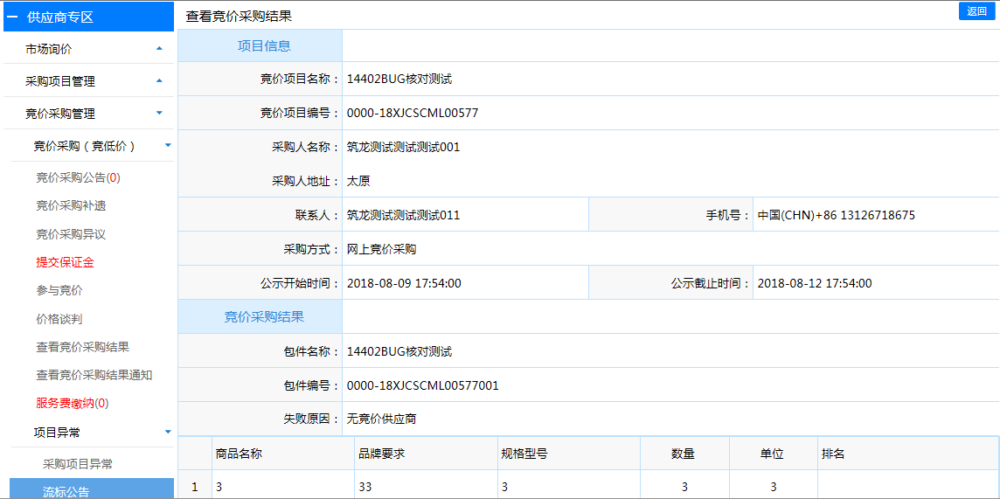 供应商专区
市场询价
采购项目管理
竞价采购管理
竞价采购（竞低价）
竞价采购公告(0)
竞价采购补遗
竞价采购异议
提交保证金
参与竞价
价格谈判
查看竞价采购结果
查看竞价采购结果通知
服务费缴纳(0)
项目异常
采购项目异常
流标公告
查看竞价采购结果 返回
项目信息
竞价项目名称： 14402BUG核对测试
竞价项目编号： 0000-18XJCSCML00577
采购人名称： 筑龙测试测试测试001
采购人地址： 太原
联系人： 筑龙测试测试测试011 手机号： 中国(CHN)+86 13126718675
采购方式： 网上竞价采购
公示开始时间： 2018-08-09 17:54:00 公示截止时间： 2018-08-12 17:54:00
竞价采购结果
包件名称： 14402BUG核对测试
包件编号： 0000-18XJCSCML00577001
失败原因： 无竞价供应商
商品名称 品牌要求 规格型号 数量 单位 排名
1 3 33 3 3 3